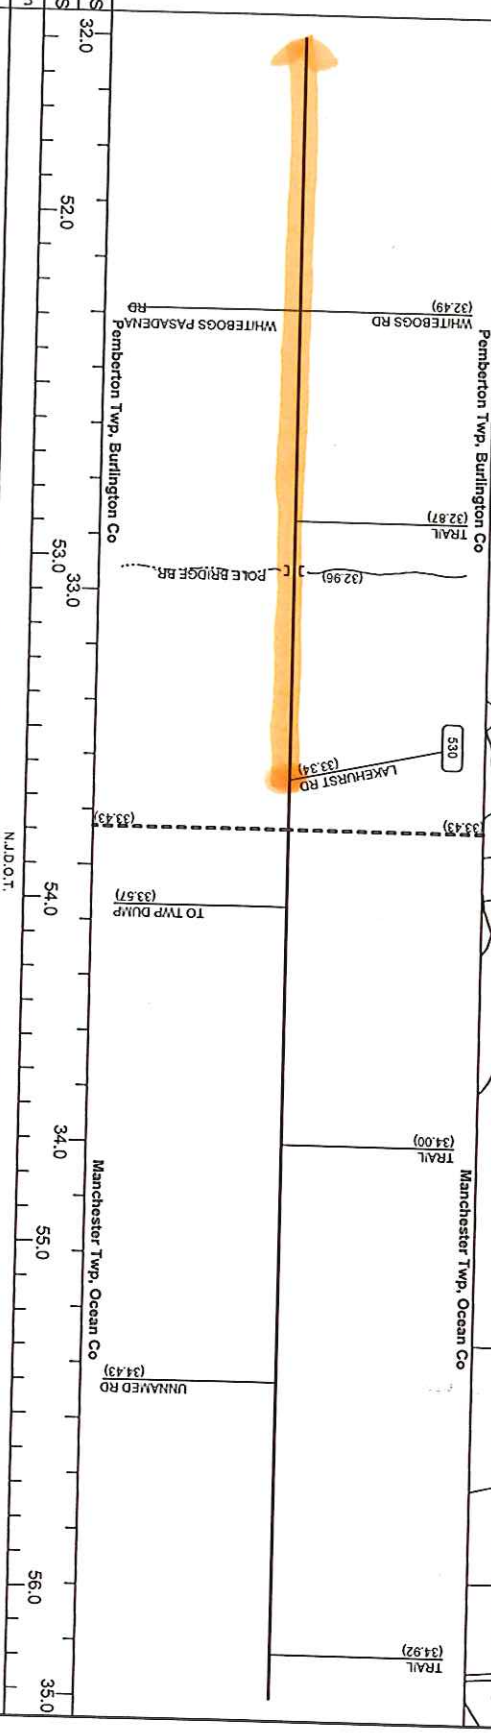 32.0
52.0
(32.49)
WHITEBOGS RD
WHITEBOGS PASADENA
RD
Pemberton Twp, Burlington Co
Pemberton Twp, Burlington Co
(32.87)
TRAIL
53.0
33.0
POLE BRIDGE BR
(32.96)
530
LAKEHURST RD
(33.34)
(33.43)
(33.43)
54.0
TO TWP DUMP
(33.57)
N.J.D.O.T.
34.0
TRAIL
(34.00)
Manchester Twp, Ocean Co
Manchester Twp, Ocean Co
55.0
UNNAMED RD
(34.43)
56.0
TRAIL
(34.92)
35.0